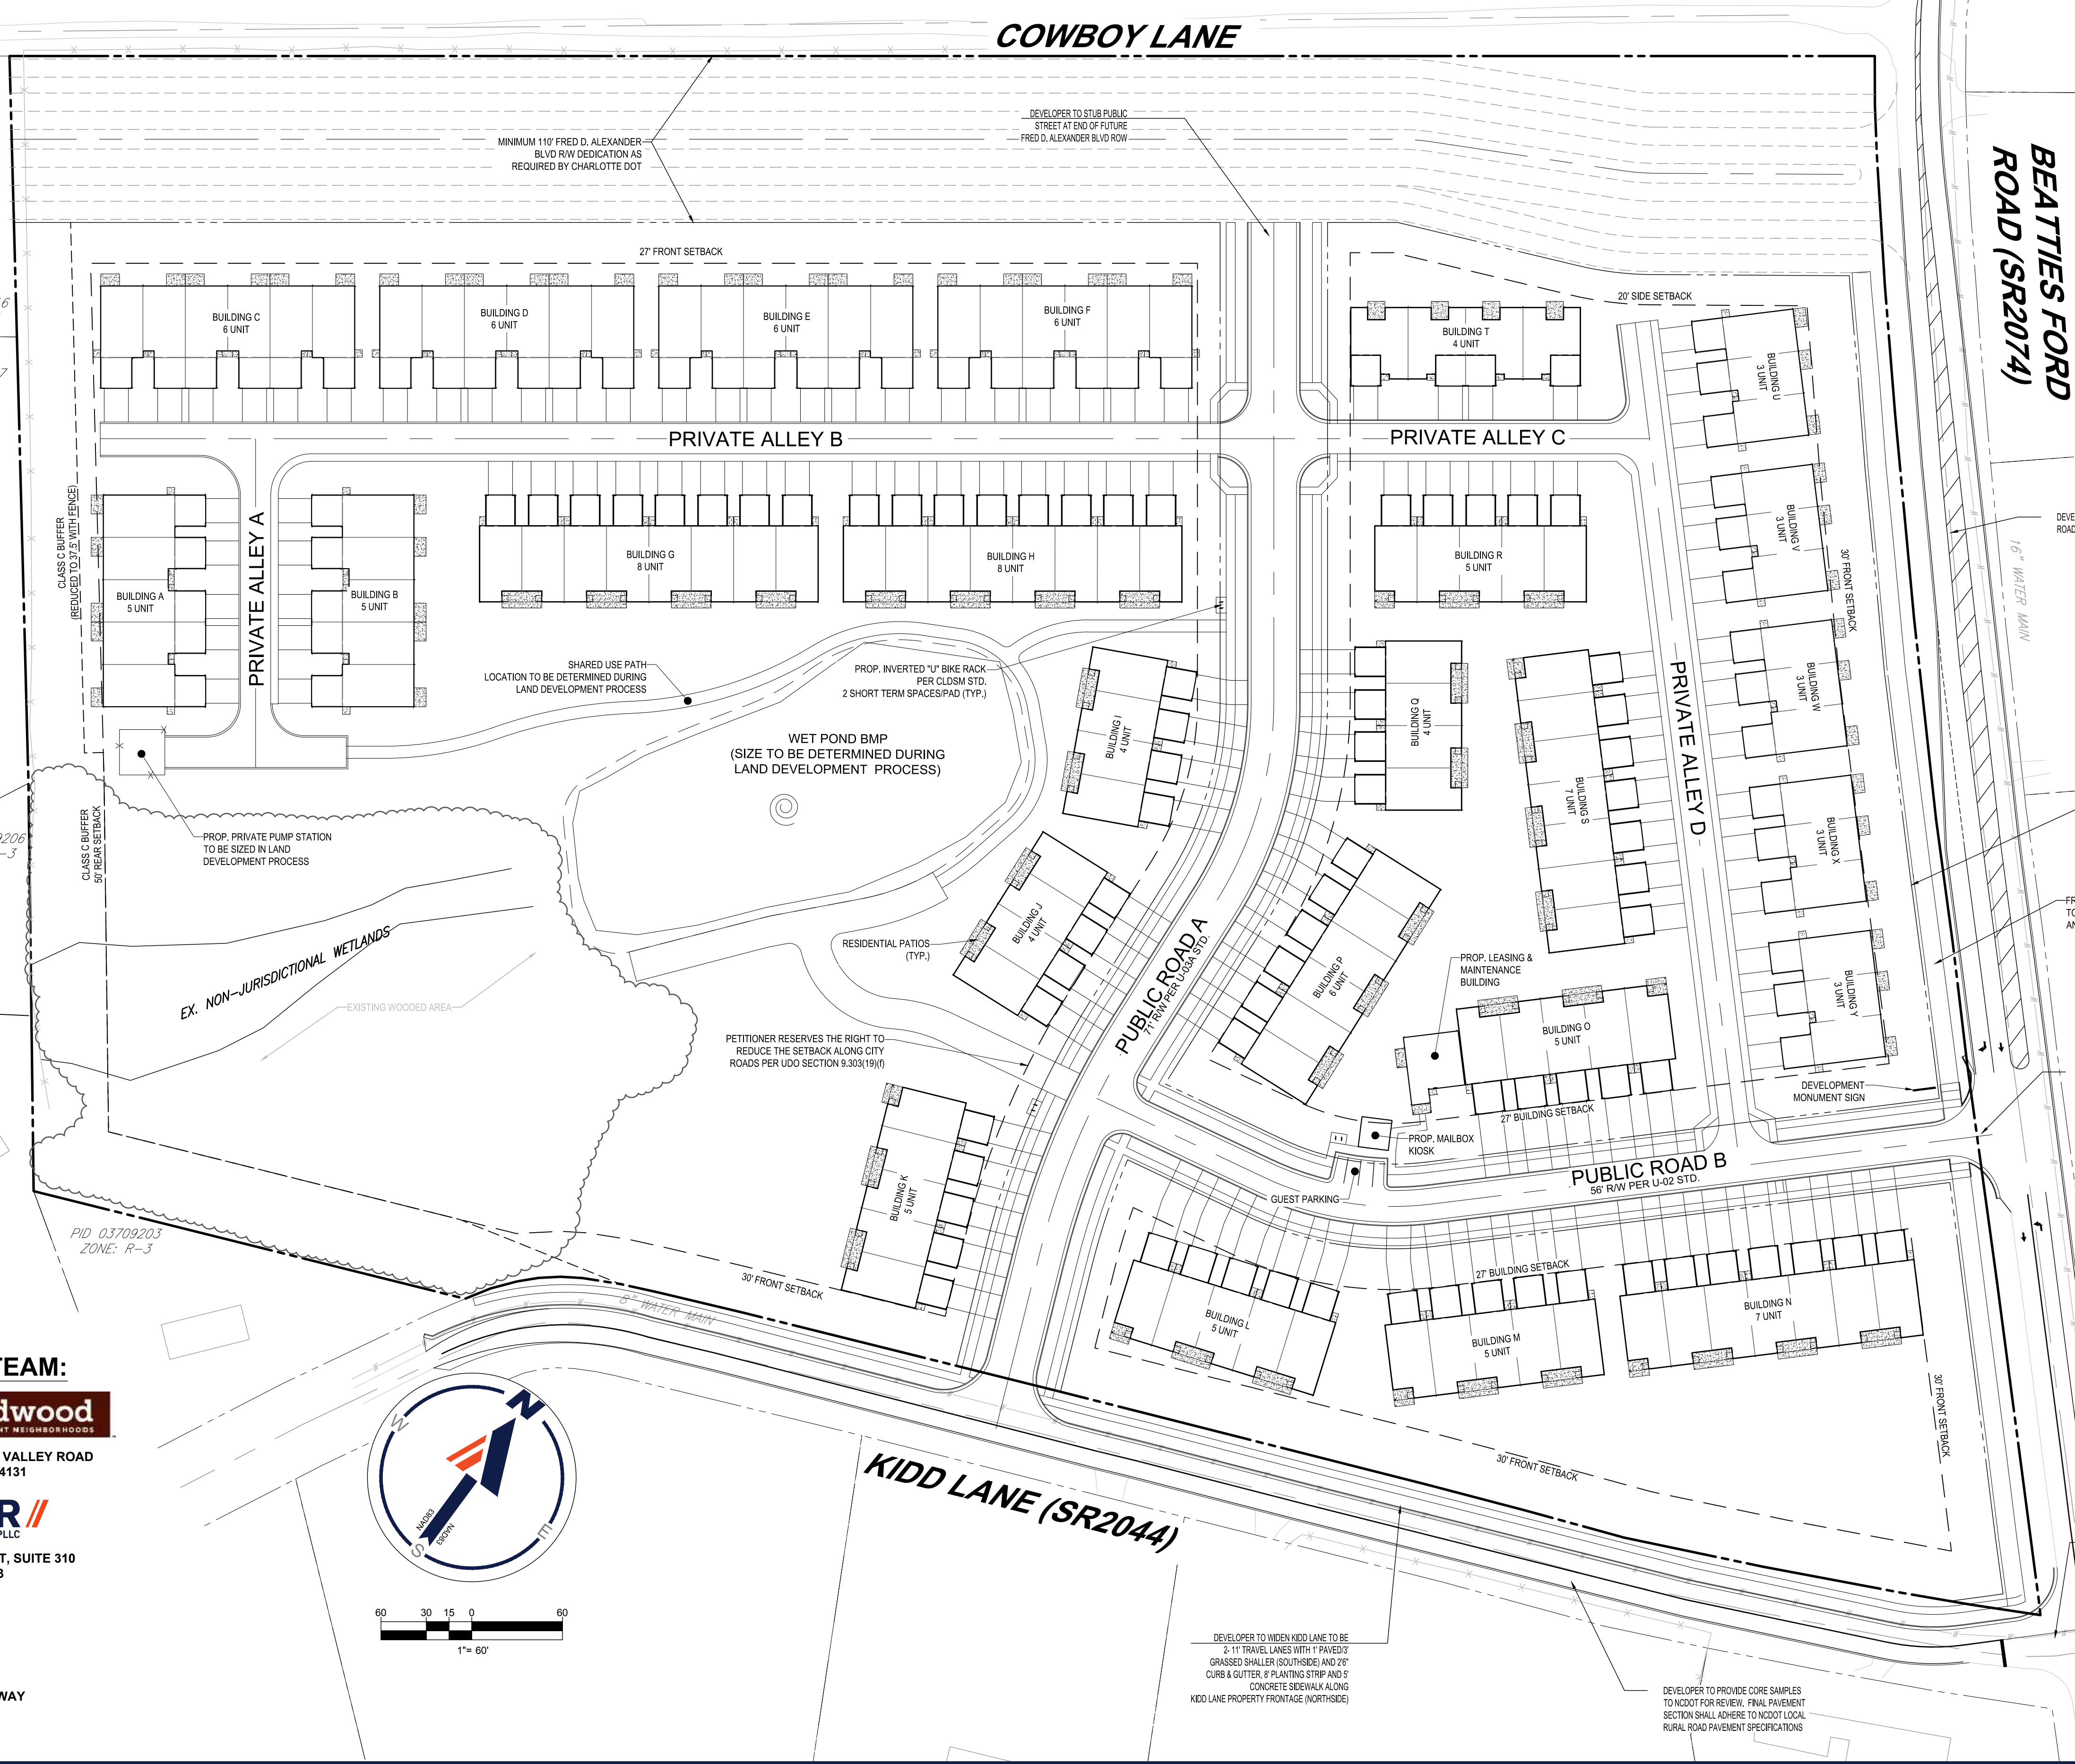 COWBOY LANE
BEATTIES FORD
ROAD (SR2074)
MINIMUM 110' FRED D. ALEXANDER
BLVD R/W DEDICATION AS
REQUIRED BY CHARLOTTE DOT
DEVELOPER TO STUB PUBLIC
STREET AT END OF FUTURE
FRED D. ALEXANDER BLVD ROW
27' FRONT SETBACK
20' SIDE SETBACK
BUILDING C
6 UNIT
BUILDING D
6 UNIT
BUILDING E
6 UNIT
BUILDING F
6 UNIT
BUILDING T
4 UNIT
BUILDING U
3 UNIT
PRIVATE ALLEY B
PRIVATE ALLEY C
CLASS C BUFFER
(REDUCED TO 37.5' WITH FENCE)
PRIVATE ALLEY A
BUILDING A
5 UNIT
BUILDING B
5 UNIT
BUILDING G
8 UNIT
BUILDING H
8 UNIT
BUILDING R
5 UNIT
BUILDING V
3 UNIT
30' FRONT SETBACK
16" WATER MAIN
DEVE
ROAD
SHARED USE PATH
LOCATION TO BE DETERMINED DURING
LAND DEVELOPMENT PROCESS
PROP. INVERTED "U" BIKE RACK
PER CLDSM STD.
2 SHORT TERM SPACES/PAD (TYP.)
WET POND BMP
(SIZE TO BE DETERMINED DURING
LAND DEVELOPMENT PROCESS)
BUILDING I
4 UNIT
BUILDING Q
4 UNIT
BUILDING S
7 UNIT
PRIVATE ALLEY D
BUILDING W
3 UNIT
BUILDING X
3 UNIT
9206
-3
CLASS C BUFFER
50' REAR SETBACK
PROP. PRIVATE PUMP STATION
TO BE SIZED IN LAND
DEVELOPMENT PROCESS
EX. NON-JURISDICTIONAL WETLANDS
EXISTING WOODED AREA
BUILDING J
4 UNIT
RESIDENTIAL PATIOS
(TYP.)
PUBLIC ROAD A
71' R/W PER U-03A STD.
BUILDING P
6 UNIT
PROP. LEASING &
MAINTENANCE
BUILDING
BUILDING O
5 UNIT
BUILDING Y
3 UNIT
FR
TO
AN
PETITIONER RESERVES THE RIGHT TO
REDUCE THE SETBACK ALONG CITY
ROADS PER UDO SECTION 9.303(19)(f)
DEVELOPMENT
MONUMENT SIGN
27' BUILDING SETBACK
PROP. MAILBOX
KIOSK
PUBLIC ROAD B
56' R/W PER U-02 STD.
GUEST PARKING
BUILDING K
5 UNIT
PID 03709203
ZONE: R-3
30' FRONT SETBACK
8" WATER MAIN
27' BUILDING SETBACK
BUILDING L
5 UNIT
BUILDING M
5 UNIT
BUILDING N
7 UNIT
30' FRONT SETBACK
30' FRONT SETBACK
TEAM:
dwood
NT NEIGHBORHOODS
VALLEY ROAD
4131
R
PLLC
T, SUITE 310
WAY
N
W
E
S
NAD83
NAD83
KIDD LANE (SR2044)
60 30 15 0 60
1"= 60'
DEVELOPER TO WIDEN KIDD LANE TO BE
2- 11' TRAVEL LANES WITH 1' PAVED/3'
GRASSED SHALLER (SOUTHSIDE) AND 2'6"
CURB & GUTTER, 8' PLANTING STRIP AND 5'
CONCRETE SIDEWALK ALONG
KIDD LANE PROPERTY FRONTAGE (NORTHSIDE)
DEVELOPER TO PROVIDE CORE SAMPLES
TO NCDOT FOR REVIEW. FINAL PAVEMENT
SECTION SHALL ADHERE TO NCDOT LOCAL
RURAL ROAD PAVEMENT SPECIFICATIONS